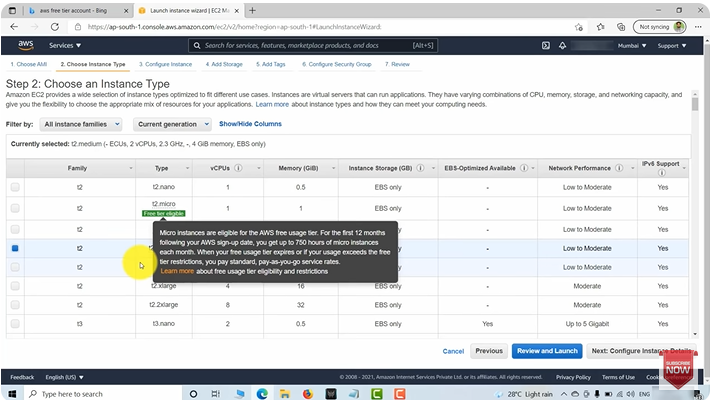 aws free tier account - Bing
Launch instance wizard | EC2 M
https://ap-south-1.console.aws.amazon.com/ec2/v2/home?region=ap-south-1#LaunchInstanceWizard:
Not syncing
aws
Services
Search for services, features, marketplace products, and docs
[Alt+S]
Mumbai
Support
1. Choose AMI
2. Choose Instance Type
3. Configure Instance
4. Add Storage
5. Add Tags
6. Configure Security Group
7. Review
Step 2: Choose an Instance Type
Amazon EC2 provides a wide selection of instance types optimized to fit different use cases. Instances are virtual servers that can run applications. They have varying combinations of CPU, memory, storage, and networking capacity, and
give you the flexibility to choose the appropriate mix of resources for your applications. Learn more about instance types and how they can meet your computing needs.
Filter by:
All instance families
Current generation
Show/Hide Columns
Currently selected: t2.medium (- ECUs, 2 vCPUs, 2.3 GHz, -, 4 GiB memory, EBS only)
Family
Type
vCPUs
Memory (GiB)
Instance Storage (GB)
EBS-Optimized Available
Network Performance
IPv6 Support
t2 t2.nano 1 0.5 EBS only - Low to Moderate Yes
t2 t2.micro 1 1 EBS only - Low to Moderate Yes
Free tier eligible
t2 Low to Moderate Yes
t2 Low to Moderate Yes
t2 Low to Moderate Yes
Micro instances are eligible for the AWS free usage tier. For the first 12 months
following your AWS sign-up date, you get up to 750 hours of micro instances
each month. When your free usage tier expires or if your usage exceeds the free
tier restrictions, you pay standard, pay-as-you-go service rates.
Learn more about free usage tier eligibility and restrictions
t2 t2.xlarge 4 16 EBS only - Moderate Yes
t2 t2.2xlarge 8 32 EBS only - Moderate Yes
t3 t3.nano 2 0.5 EBS only Yes Up to 5 Gigabit Yes
Cancel
Previous
Review and Launch
Next: Configure Instance Details
SUBSCRIBE
NOW
Feedback
English (US)
© 2008 - 2021, Amazon Internet Services Private Ltd. or its affiliates. All rights reserved.
Privacy Policy
Terms of Use
Type here to search
28°C Light rain
ENG